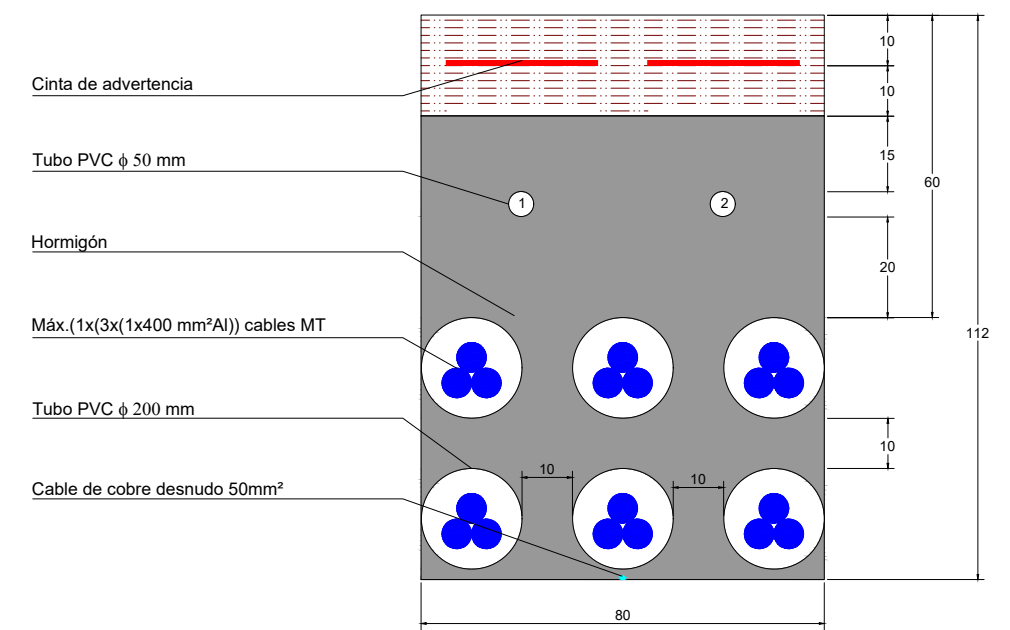 10
Cinta de advertencia
10
Tubo PVC ϕ 50 mm
15
60
1
2
Hormigón
20
Máx.(1x(3x(1x400 mm²Al)) cables MT
112
Tubo PVC ϕ 200 mm
10
Cable de cobre desnudo 50mm²
10
10
80